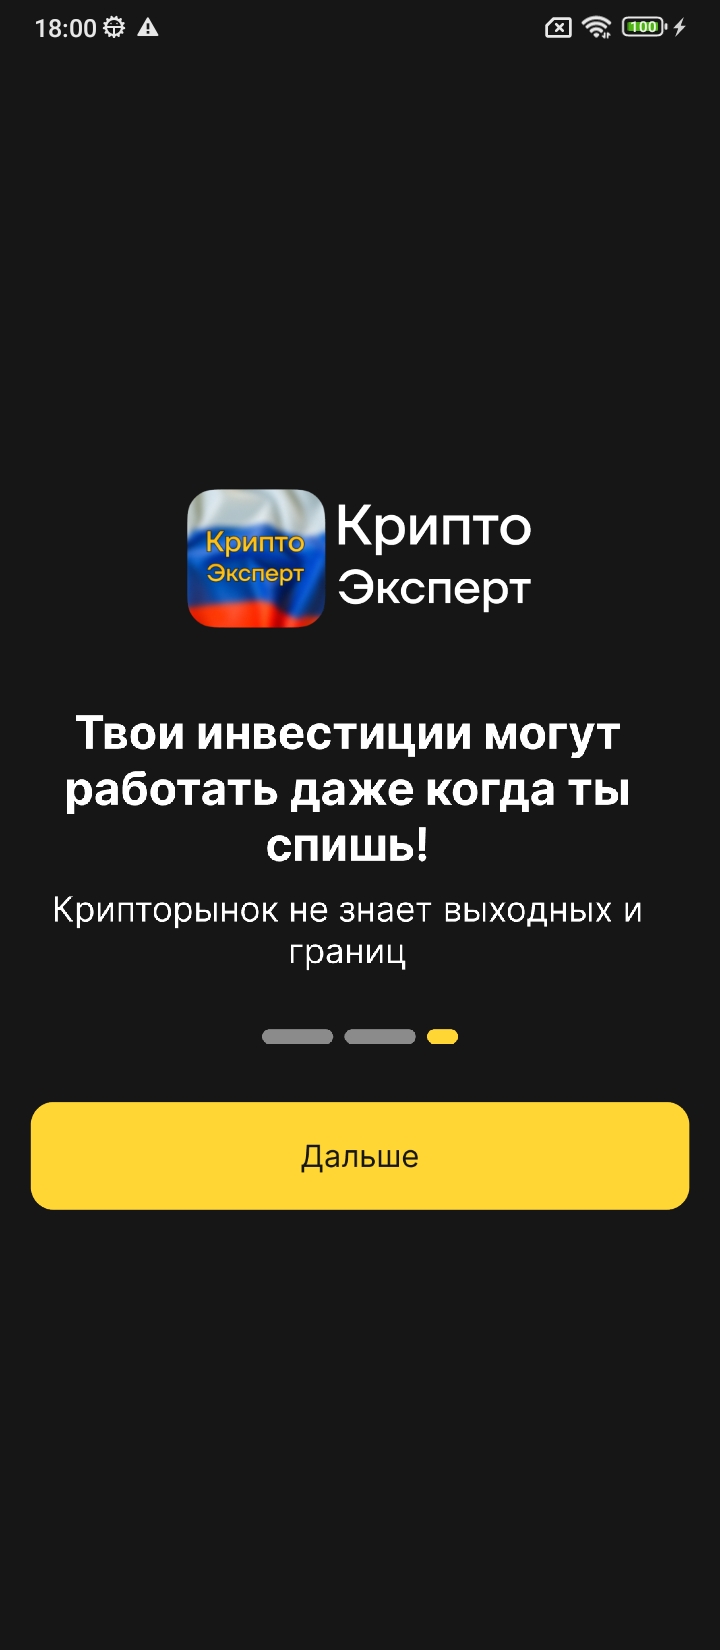 18:00
100
Крипто
Эксперт
Крипто
Эксперт
Твои инвестиции могут
работать даже когда ты
спишь!
Крипторынок не знает выходных и
границ
Дальше